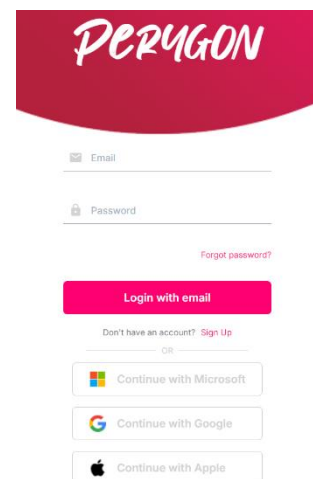 PERYGON
Email
Password
Forgot password?
Login with email
Don't have an account? Sign Up
OR
Continue with Microsoft
Continue with Google
Continue with Apple